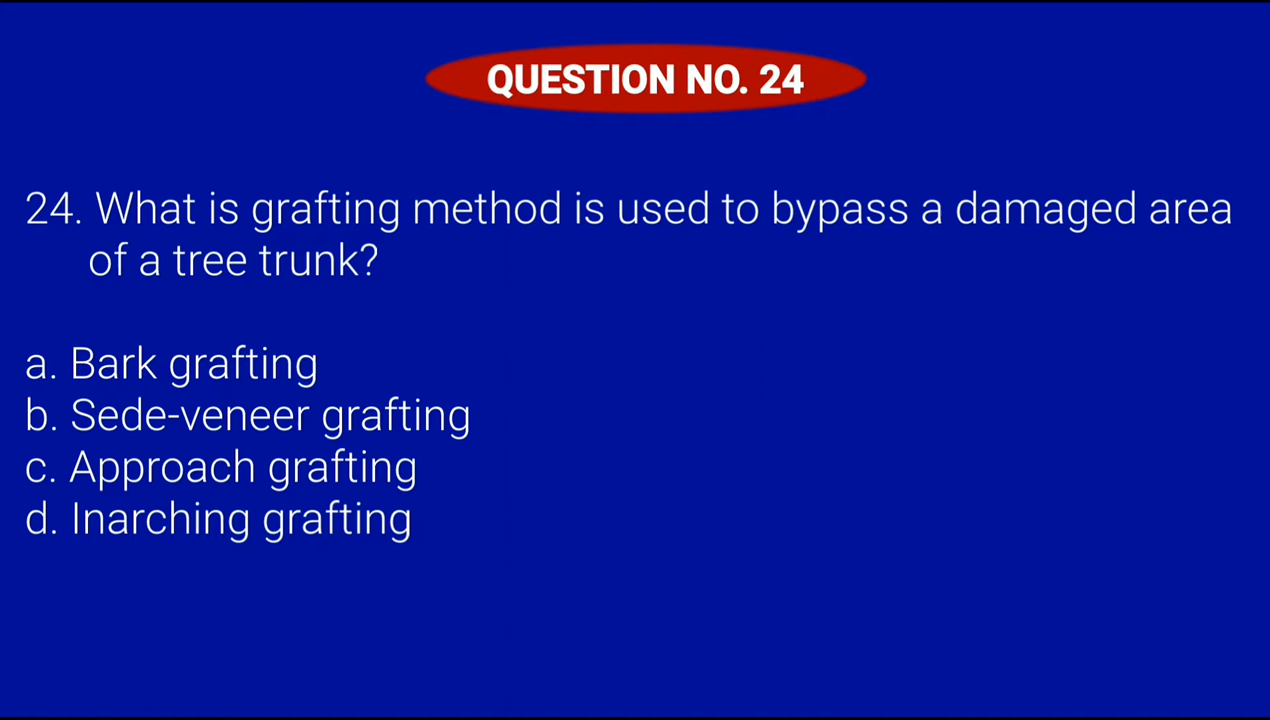 QUESTION NO. 24
24. What is grafting method is used to bypass a damaged area
of a tree trunk?
a. Bark grafting
b. Sede-veneer grafting
c. Approach grafting
d. Inarching grafting